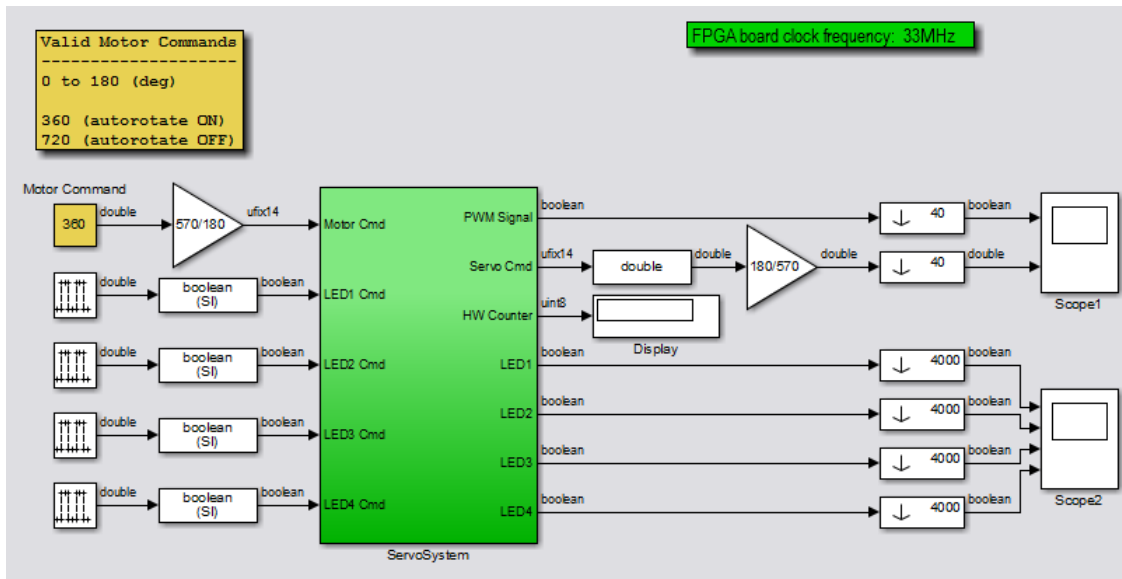 Valid Motor Commands
--------------------
0 to 180 (deg)
360 (autorotate ON)
720 (autorotate OFF)
FPGA board clock frequency: 33MHz
Motor Command
360
double
570/180
ufix14
Motor Cmd
double
boolean
(SI)
boolean
LED1 Cmd
double
boolean
(SI)
boolean
LED2 Cmd
double
boolean
(SI)
boolean
LED3 Cmd
double
boolean
(SI)
boolean
LED4 Cmd
ServoSystem
PWM Signal
boolean
40
boolean
Servo Cmd
ufix14
double
double
180/570
double
40
double
Scope1
HW Counter
uint8
Display
LED1
boolean
4000
boolean
LED2
boolean
4000
boolean
LED3
boolean
4000
boolean
LED4
boolean
4000
boolean
Scope2